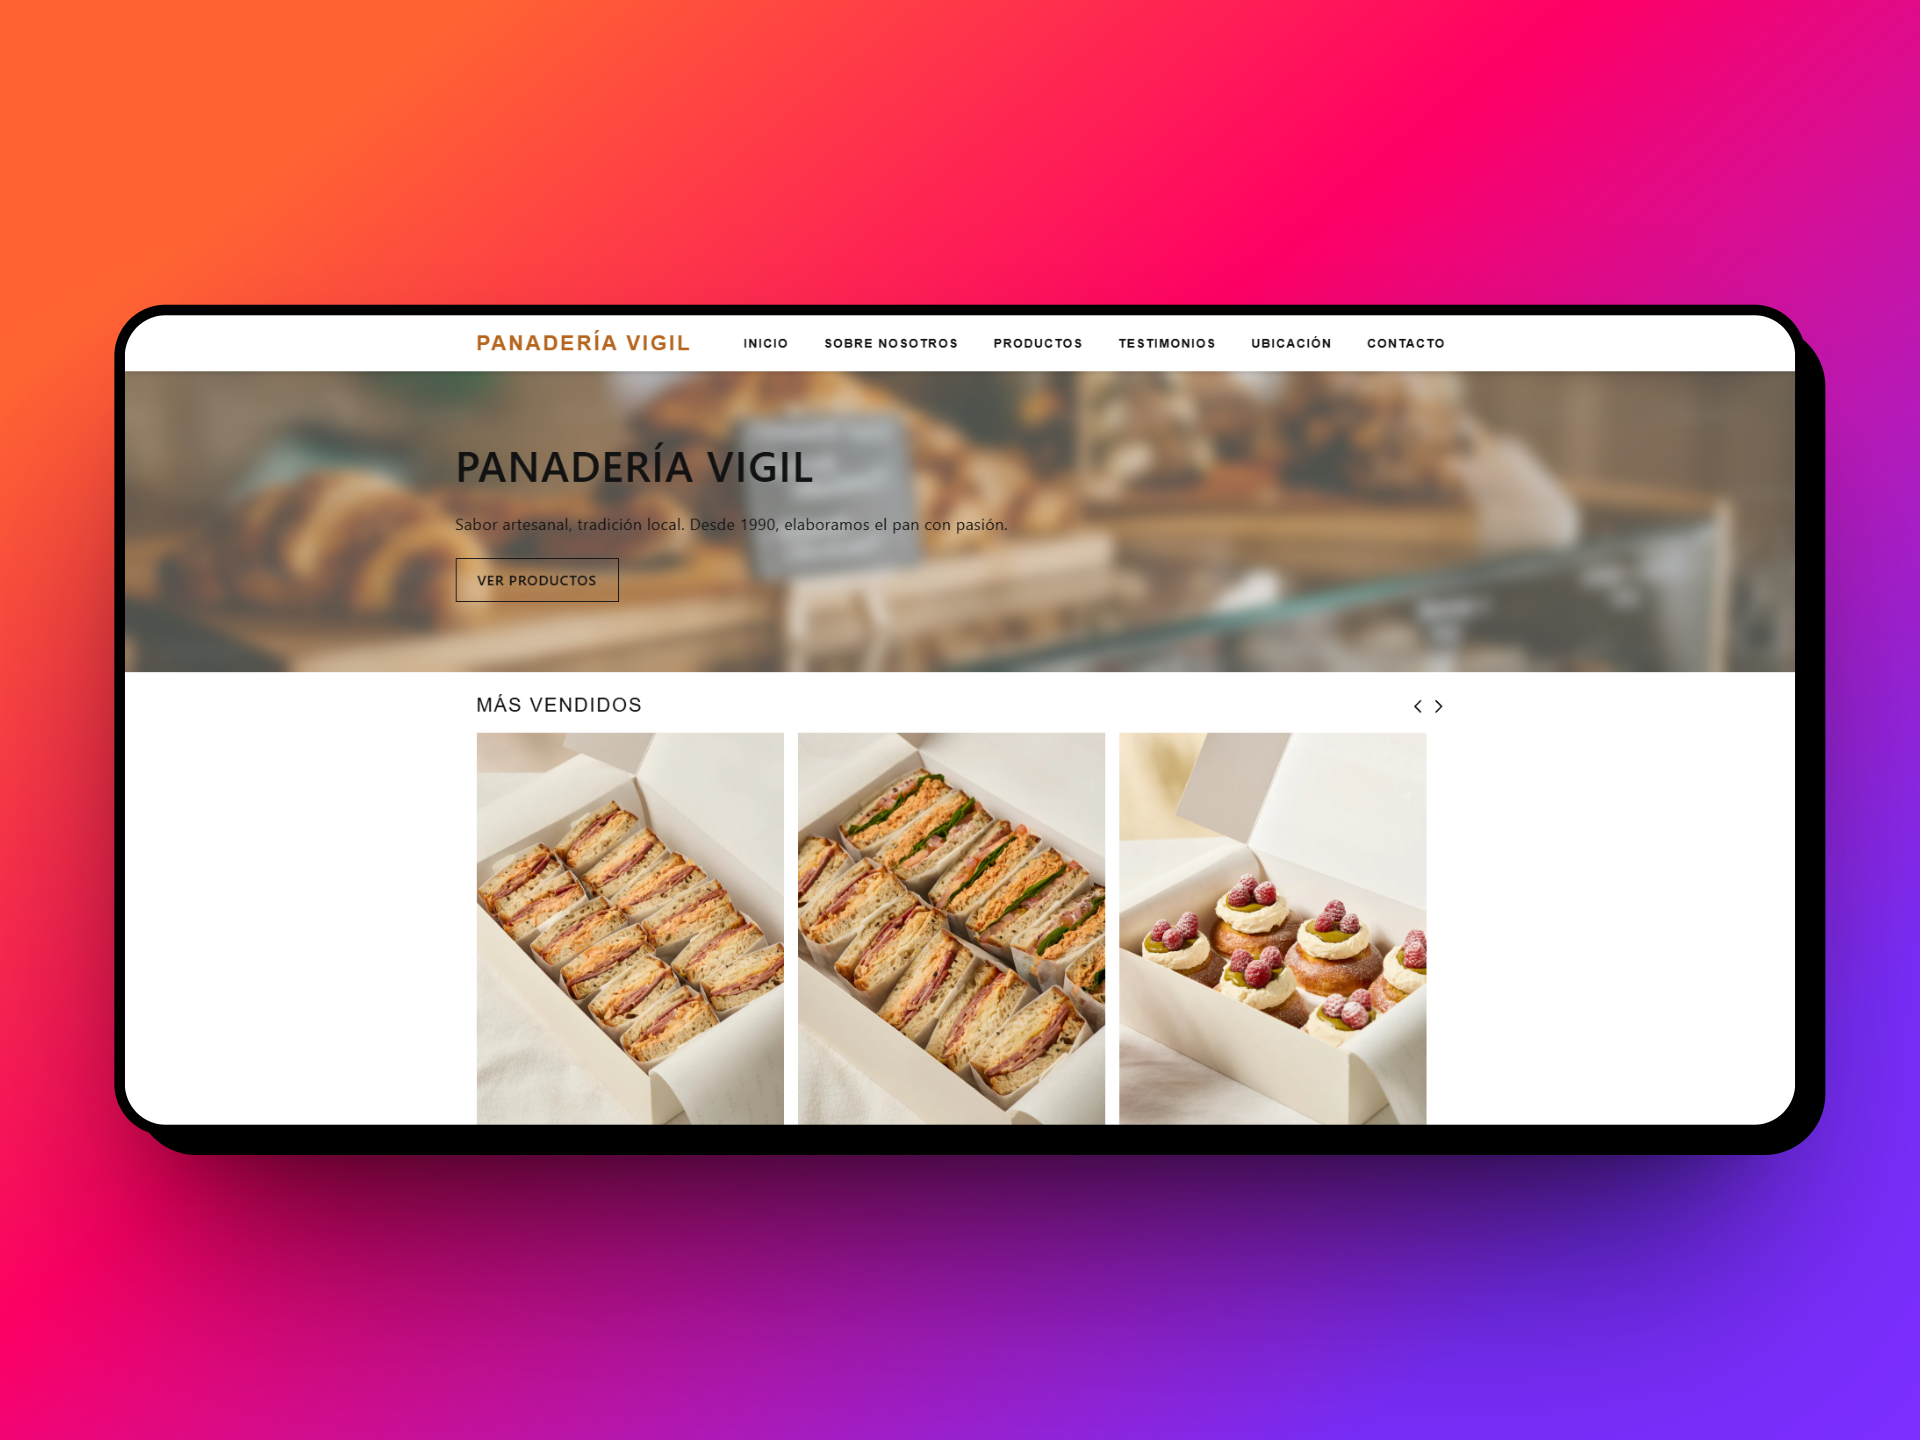 PANADERÍA VIGIL
INICIO
SOBRE NOSOTROS
PRODUCTOS
TESTIMONIOS
UBICACIÓN
CONTACTO
PANADERÍA VIGIL
Sabor artesanal, tradición local. Desde 1990, elaboramos el pan con pasión.
VER PRODUCTOS
MÁS VENDIDOS